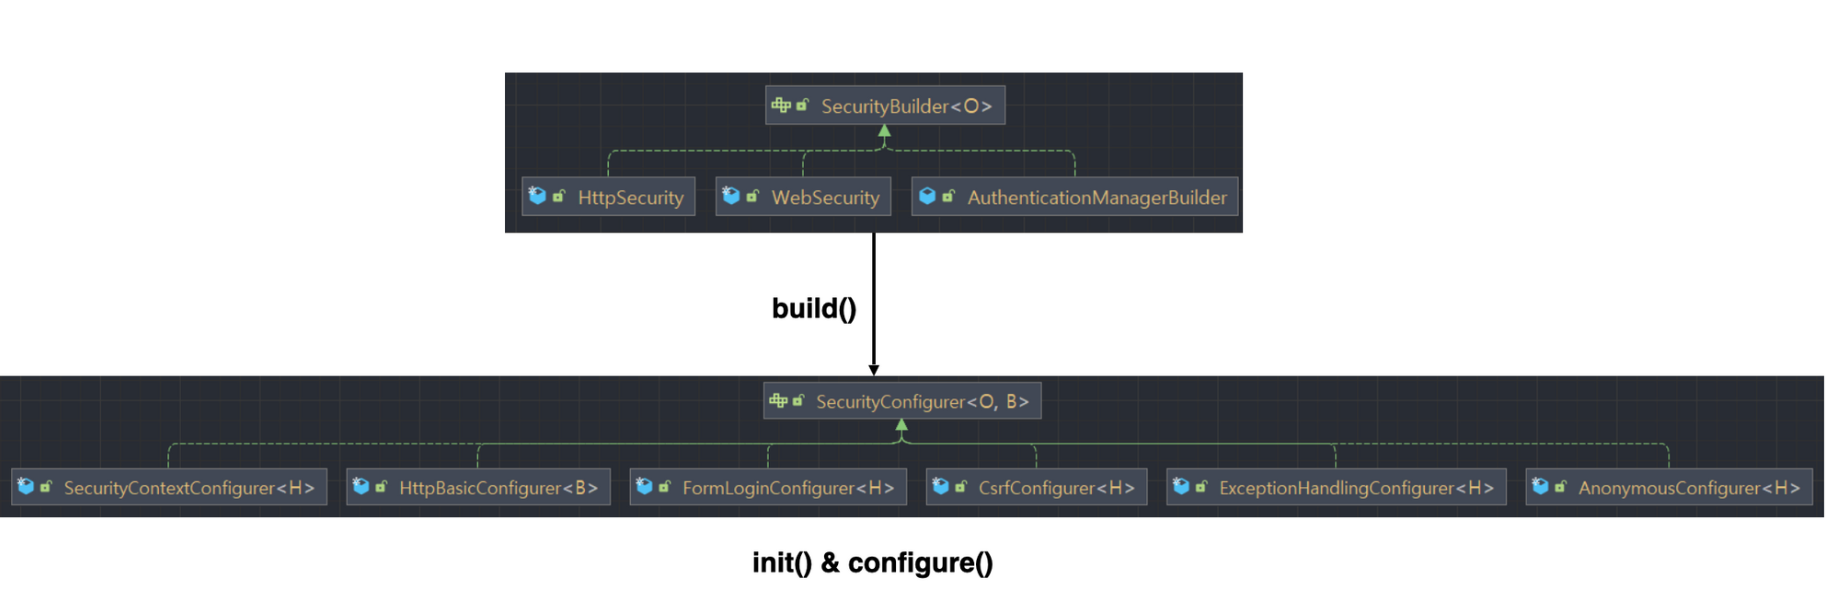 SecurityBuilder<O>
HttpSecurity
WebSecurity
AuthenticationManagerBuilder
build()
SecurityConfigurer<O, B>
SecurityContextConfigurer<H>
HttpBasicConfigurer<B>
FormLoginConfigurer<H>
CsrfConfigurer<H>
ExceptionHandlingConfigurer<H>
AnonymousConfigurer<H>
init() & configure()